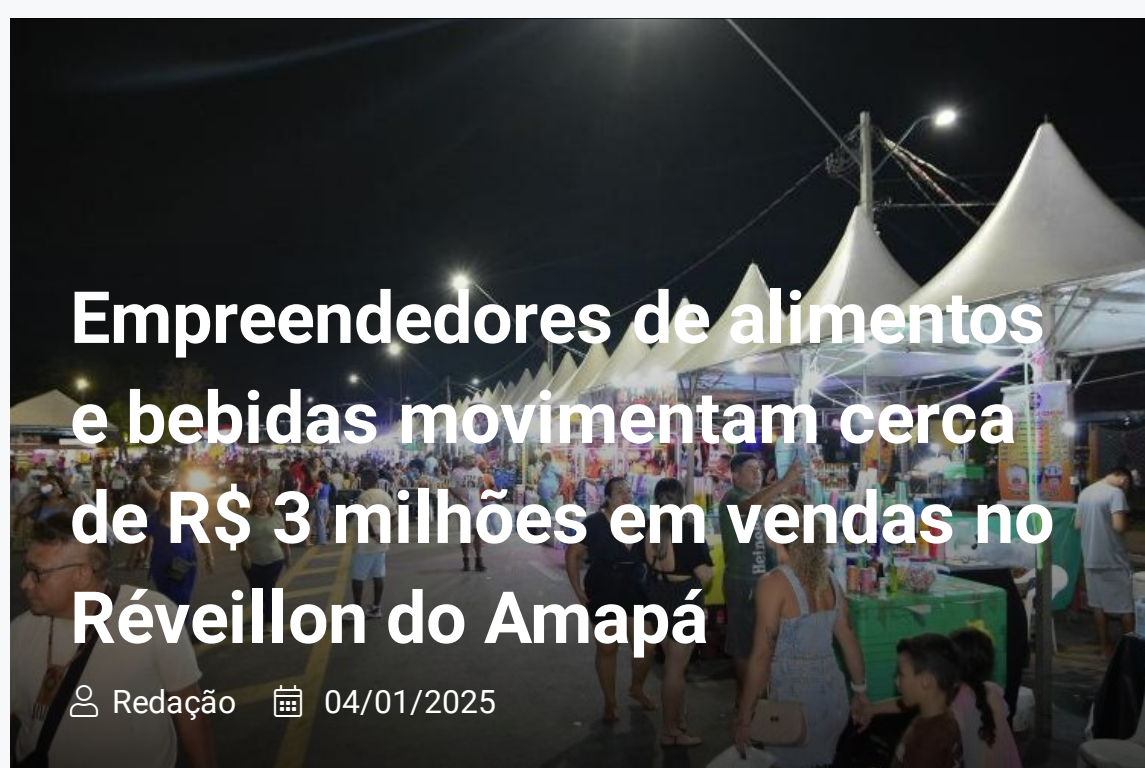 Empreendedores de alimentos
e bebidas movimentam cerca
de R$ 3 milhões em vendas no
Réveillon do Amapá
Redação 04/01/2025